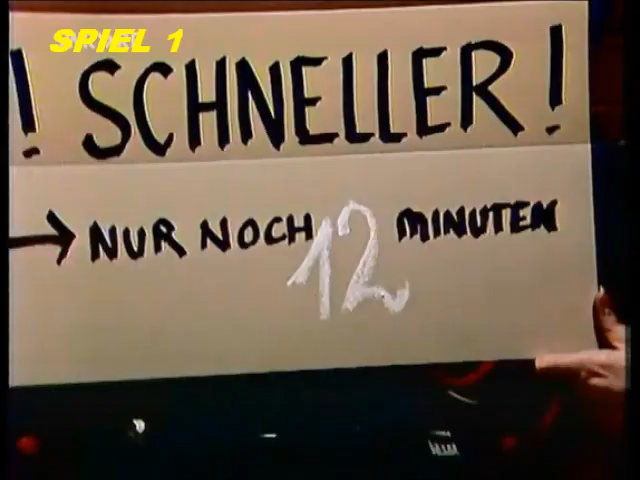 SPIEL 1
! SCHNELLER!
→ NUR NOCH 12 MINUTEN